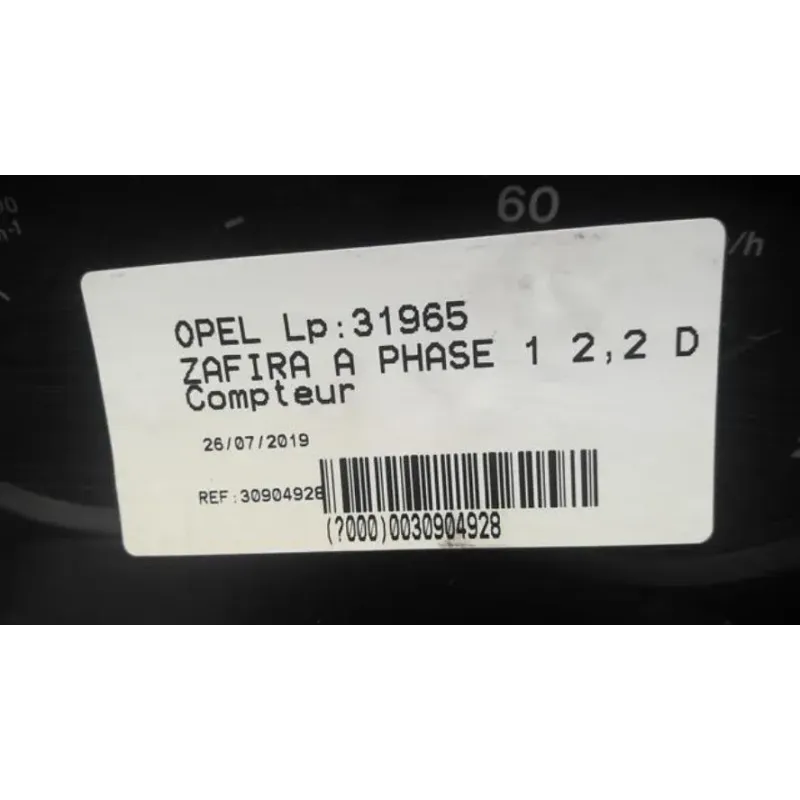 60
/h
OPEL Lp:31965
ZAFIRA A PHASE 1 2,2 D
Compteur
26/07/2019
REF:30904928
(?000)0030904928